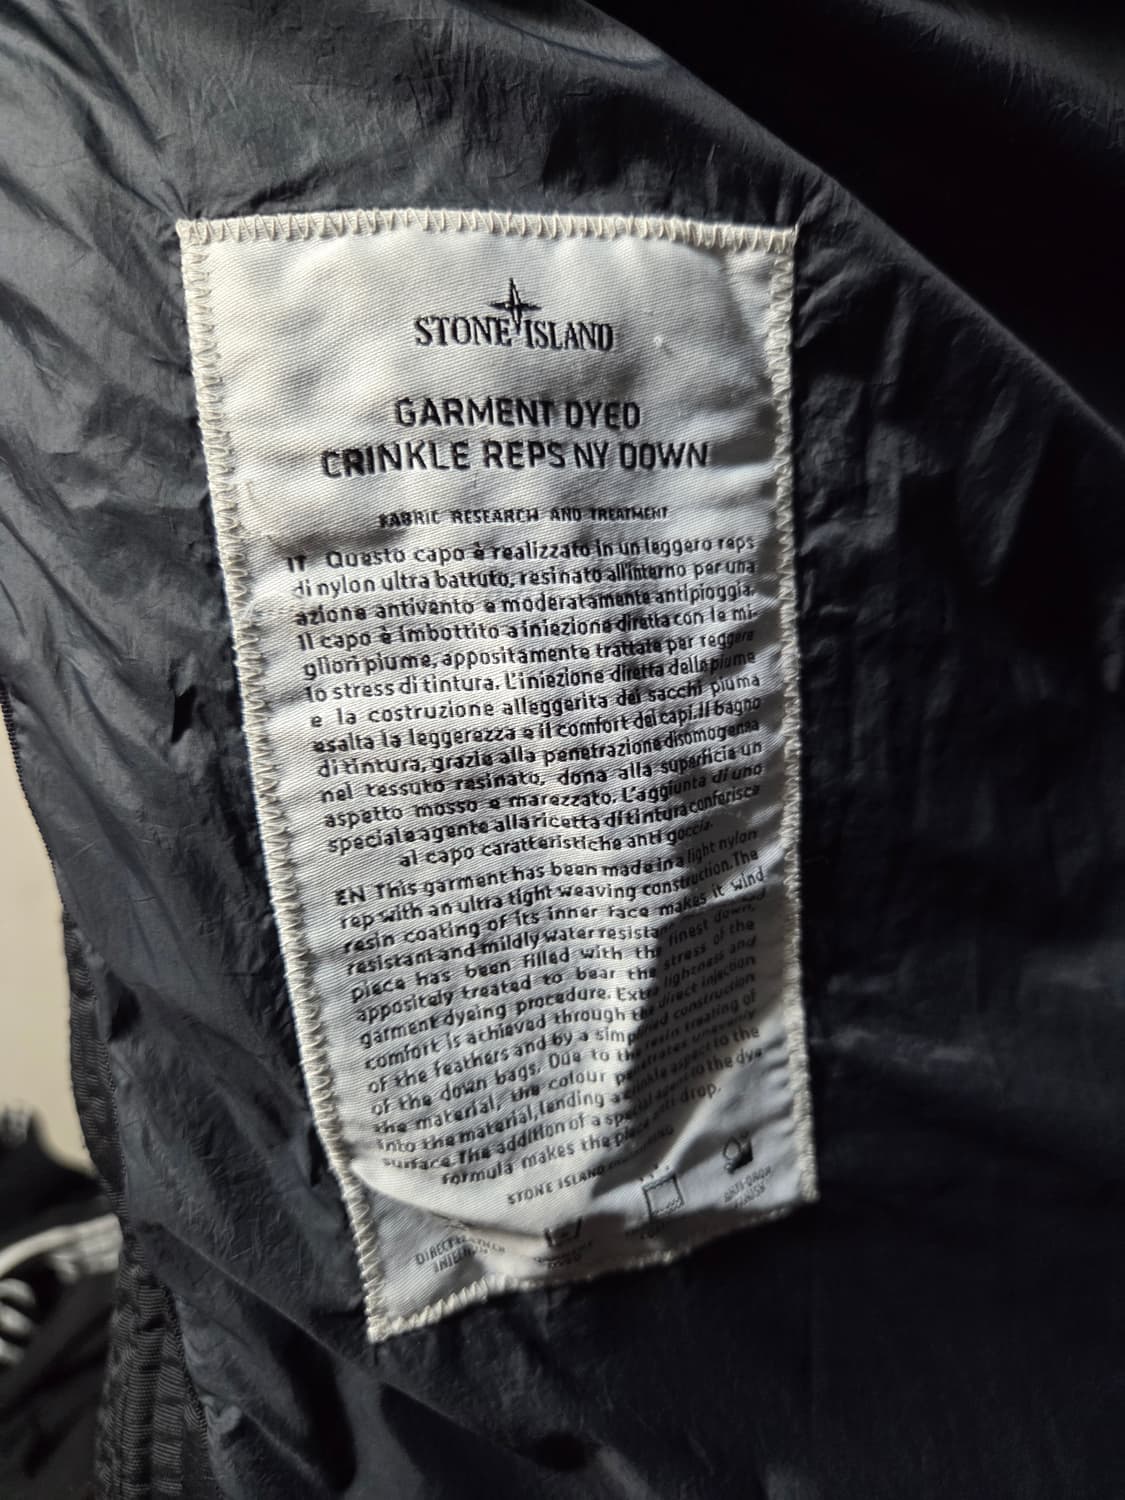 STONE ISLAND
GARMENT DYED
CRINKLE REPS NY DOWN
FABRIC RESEARCH AND TREATMENT
IT Questo capo è realizzato in un leggero reps
di nylon ultra battuto, resinato all'interno per una
azione antivento e moderatamente antipioggia.
Il capo è imbottito a iniezione diretta con le mi-
gliori piume, appositamente trattate per reggere
lo stress di tintura. L'iniezione diretta della piume
e la costruzione alleggerita dei sacchi piuma
esalta la leggerezza e il comfort dei capi. Il bagno
di tintura, grazie alla penetrazione disomogenea
nel tessuto resinato, dona alla superficie un
aspetto mosso e marezzato. L'aggiunta di uno
speciale agente alla ricetta di tintura conferisce
al capo caratteristiche anti goccia.
EN This garment has been made in a light nylon
rep with an ultra tight weaving construction. The
resin coating of its inner face makes it wind
resistant and mildly water resistant
piece has been filled with the finest down,
appositely treated to bear the stress of the
garment dyeing procedure. Extra lightness and
comfort is achieved through the direct injection
of the feathers and by a simplified construction
of the down bags. Due to the resin treating of
the material, the colour penetrates unevenly
into the material, lending a crinkle aspect to the
surface. The addition of a special agent to the dye
formula makes the piece anti drop.
STONE ISLAND
DIRECT FEATHER
INJECTION
ANTI-DROP